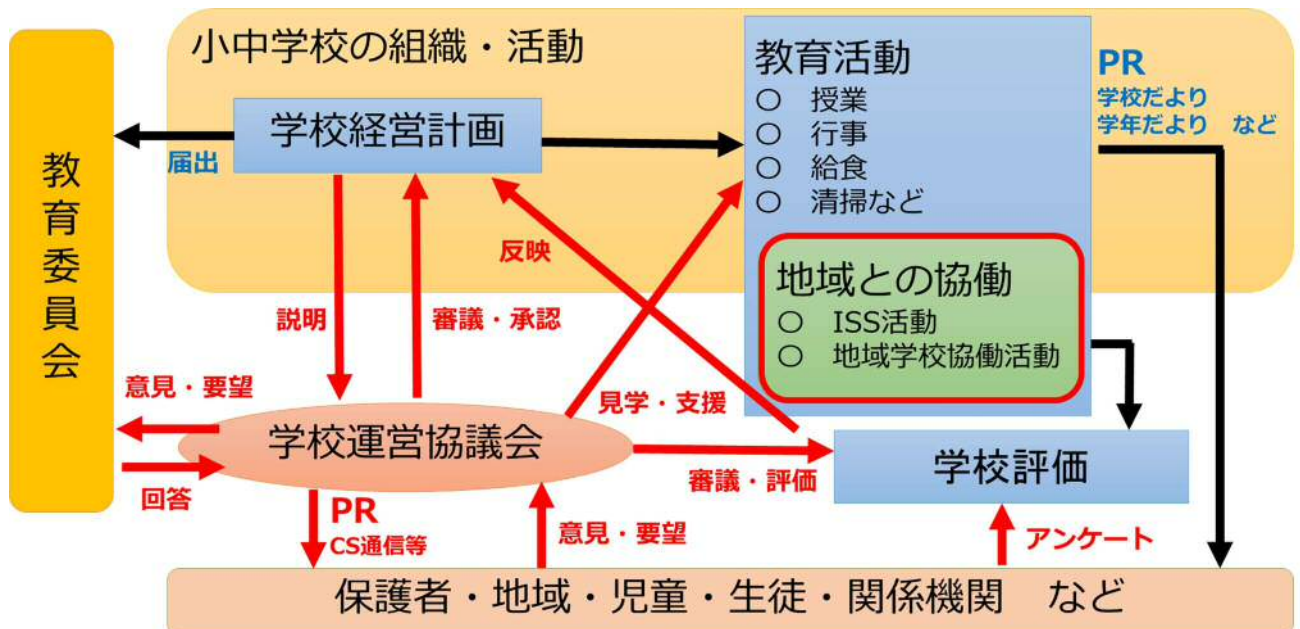 小中学校の組織・活動
教育委員会
学校経営計画
届出
教育活動
○ 授業
○ 行事
○ 給食
○ 清掃など
PR
学校だより
学年だより など
地域との協働
○ ISS活動
○ 地域学校協働活動
反映
説明
審議・承認
意見・要望
回答
学校運営協議会
見学・支援
審議・評価
学校評価
PR
CS通信等
意見・要望
アンケート
保護者・地域・児童・生徒・関係機関 など